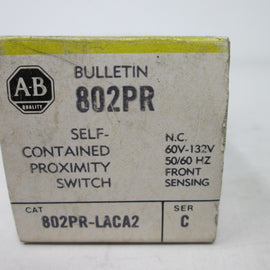 A-B
QUALITY
BULLETIN
802PR
SELF-
CONTAINED
PROXIMITY
SWITCH
N.C.
60V-132V
50/60 HZ
FRONT
SENSING
CAT
802PR-LACA2
SER
C